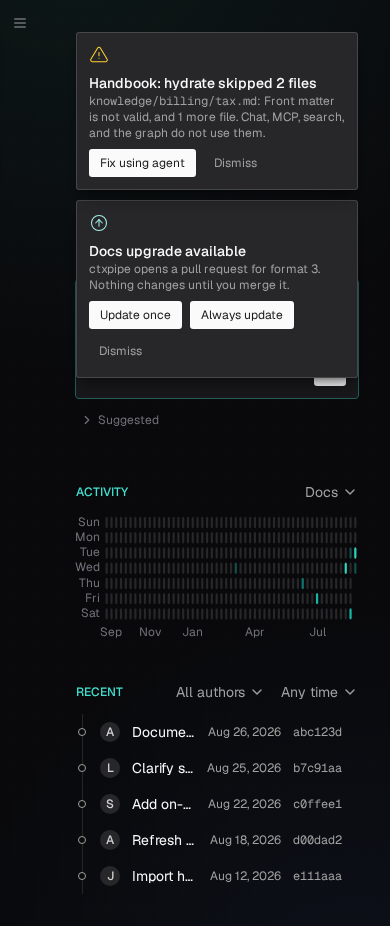 Handbook: hydrate skipped 2 files
knowledge/billing/tax.md: Front matter
is not valid, and 1 more file. Chat, MCP, search,
and the graph do not use them.
Fix using agent Dismiss
Docs upgrade available
ctxpipe opens a pull request for format 3.
Nothing changes until you merge it.
Update once Always update
Dismiss
Suggested
ACTIVITY Docs
Sun
Mon
Tue
Wed
Thu
Fri
Sat
Sep Nov Jan Apr Jul
RECENT All authors Any time
A Docume... Aug 26, 2026 abc123d
L Clarify s... Aug 25, 2026 b7c91aa
S Add on-... Aug 22, 2026 c0ffee1
A Refresh ... Aug 18, 2026 d00dad2
J Import h... Aug 12, 2026 e111aaa